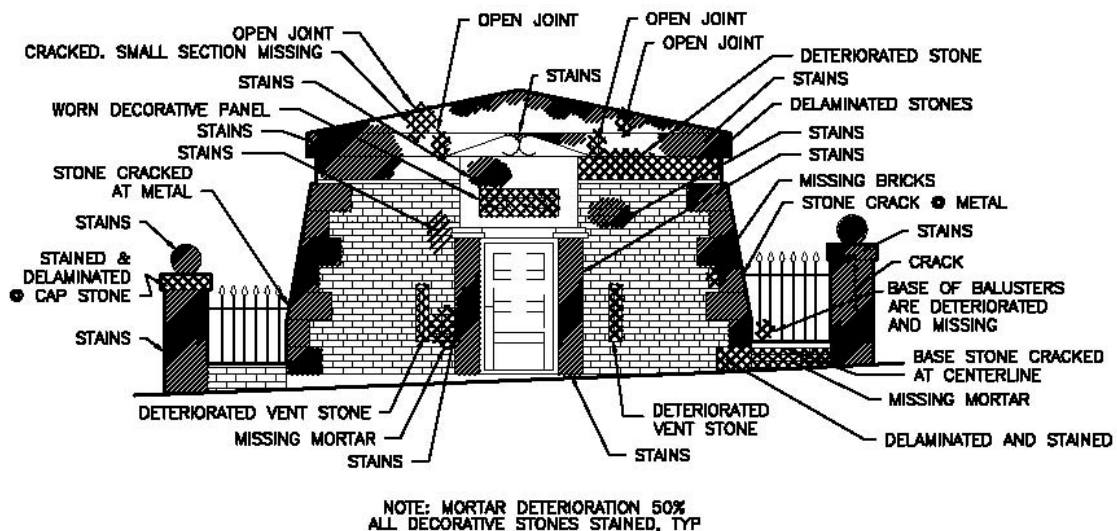 OPEN JOINT
OPEN JOINT
OPEN JOINT
OPEN JOINT
CRACKED. SMALL SECTION MISSING
DETERIORATED STONE
STAINS
STAINS
STAINS
WORN DECORATIVE PANEL
DELAMINATED STONES
STAINS
STAINS
STAINS
STAINS
STONE CRACKED
AT METAL
MISSING BRICKS
STONE CRACK @ METAL
STAINS
STAINS
STAINED &
DELAMINATED
@ CAP STONE
CRACK
BASE OF BALUSTERS
ARE DETERIORATED
AND MISSING
STAINS
BASE STONE CRACKED
AT CENTERLINE
MISSING MORTAR
DETERIORATED VENT STONE
DETERIORATED
VENT STONE
MISSING MORTAR
DELAMINATED AND STAINED
STAINS
STAINS
NOTE: MORTAR DETERIORATION 50%
ALL DECORATIVE STONES STAINED, TYP